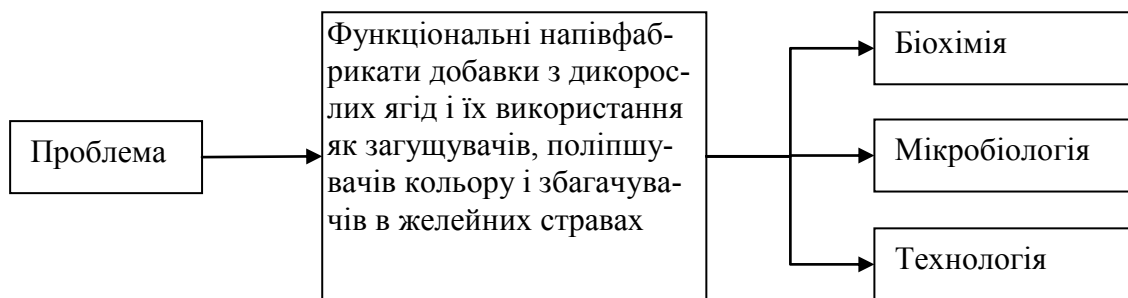 Проблема
Функціональні напівфаб-
рикати добавки з дикорос-
лих ягід і їх використання
як загущувачів, поліпшу-
вачів кольору і збагачува-
чів в желейних стравах
Біохімія
Мікробіологія
Технологія